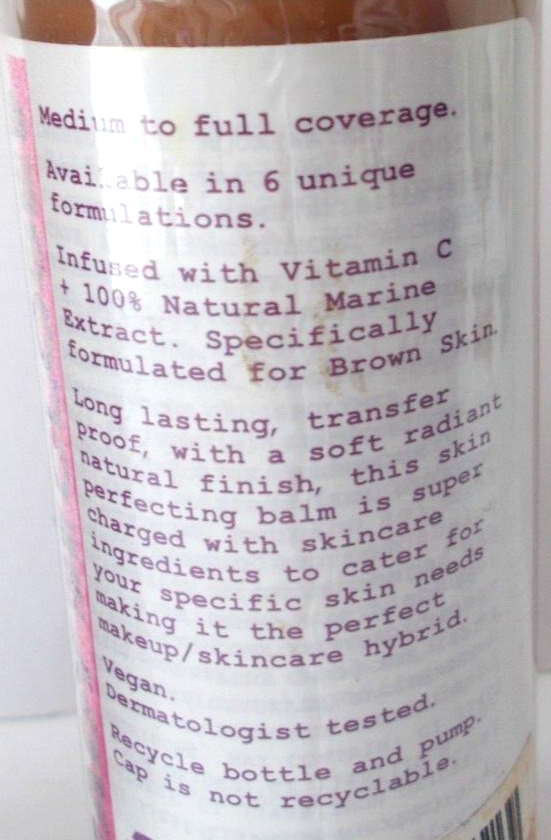 Medium to full coverage.
Available in 6 unique
formulations.
Infused with Vitamin C
+ 100% Natural Marine
Extract. Specifically
formulated for Brown Skin.
Long lasting, transfer
proof, with a soft radiant
natural finish, this skin
perfecting balm is super
charged with skincare
ingredients to cater for
your specific skin needs
making it the perfect
makeup/skincare hybrid.
Vegan.
Dermatologist tested.
Recycle bottle and pump.
Cap is not recyclable.